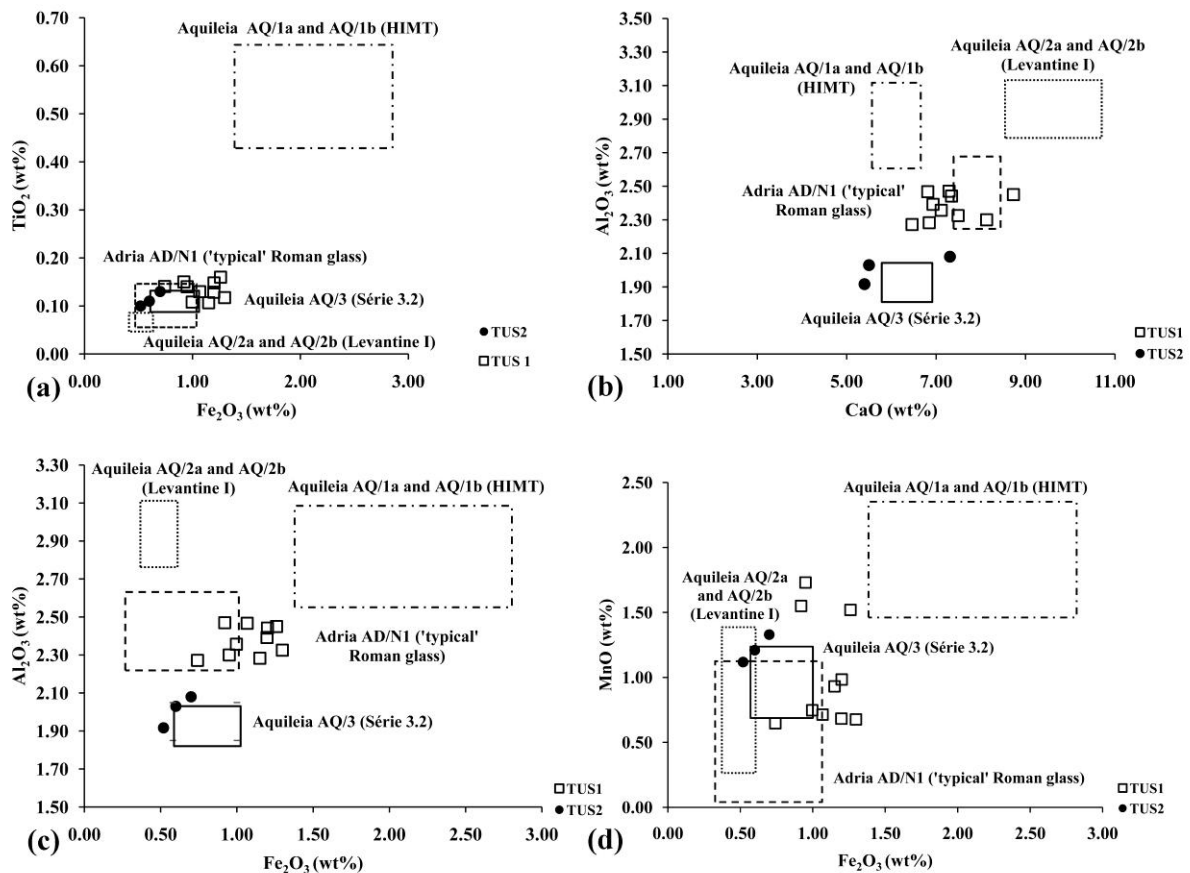 Aquileia AQ/1a and AQ/1b (HIMT)
0.70
0.60
0.50
0.40
0.30
0.20
0.10
0.00
TiO₂ (wt%)
Adria AD/N1 ('typical' Roman glass)
Aquileia AQ/3 (Série 3.2)
Aquileia AQ/2a and AQ/2b (Levantine I)
TUS2
TUS 1
0.00 1.00 2.00 3.00
(a)
Fe₂O₃ (wt%)
3.50
3.30
3.10
2.90
2.70
2.50
2.30
2.10
1.90
1.70
1.50
Al₂O₃ (wt%)
Aquileia AQ/2a and AQ/2b
(Levantine I)
Aquileia AQ/1a and AQ/1b
(HIMT)
Adria AD/N1 ('typical'
Roman glass)
Aquileia AQ/3 (Série 3.2)
TUS1
TUS2
1.00 3.00 5.00 7.00 9.00 11.00
(b)
CaO (wt%)
3.30
3.10
2.90
2.70
2.50
2.30
2.10
1.90
1.70
1.50
Al₂O₃ (wt%)
Aquileia AQ/2a and AQ/2b
(Levantine I)
Aquileia AQ/1a and AQ/1b (HIMT)
Adria AD/N1 ('typical'
Roman glass)
Aquileia AQ/3 (Série 3.2)
TUS1
TUS2
0.00 0.50 1.00 1.50 2.00 2.50 3.00
(c)
Fe₂O₃ (wt%)
2.50
2.00
1.50
1.00
0.50
0.00
MnO (wt%)
Aquileia AQ/1a and AQ/1b (HIMT)
Aquileia AQ/2a
and AQ/2b
(Levantine I)
Aquileia AQ/3 (Série 3.2)
Adria AD/N1 ('typical' Roman glass)
TUS1
TUS2
0.00 0.50 1.00 1.50 2.00 2.50 3.00
(d)
Fe₂O₃ (wt%)